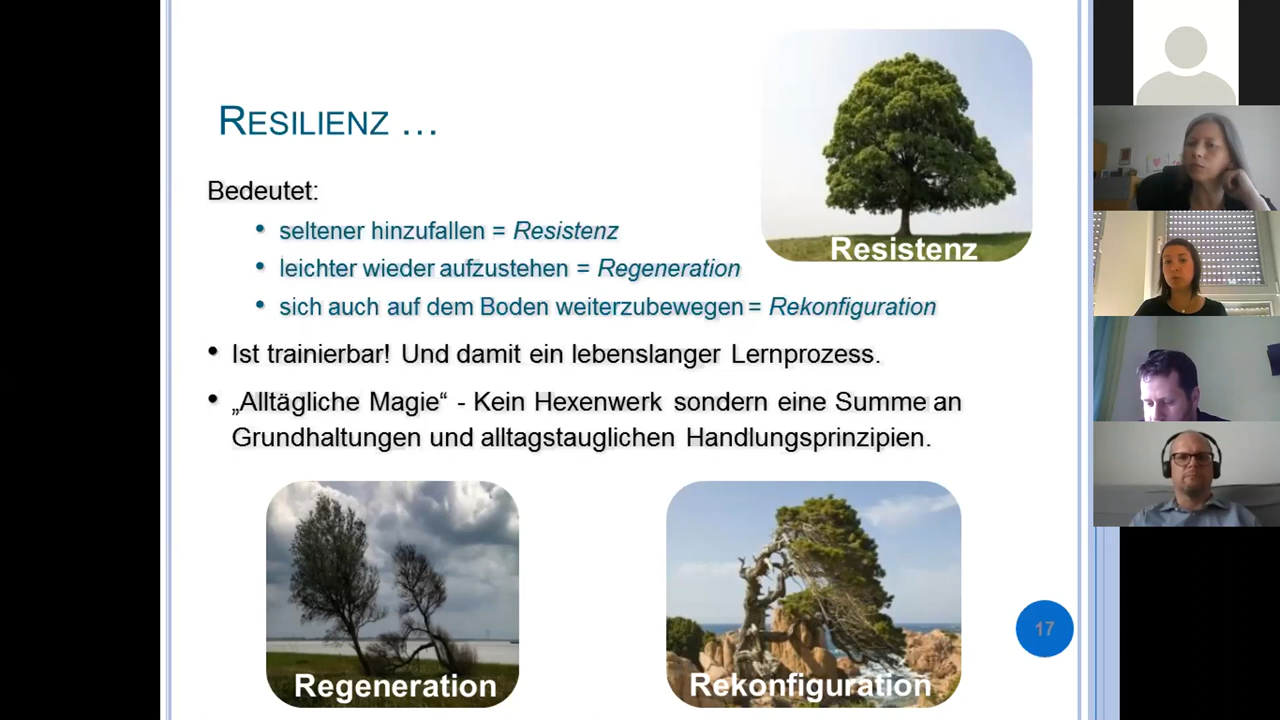 RESILIENZ …
Bedeutet:
• seltener hinzufallen = Resistenz
• leichter wieder aufzustehen = Regeneration
• sich auch auf dem Boden weiterzubewegen = Rekonfiguration
• Ist trainierbar! Und damit ein lebenslanger Lernprozess.
• „Alltägliche Magie“ - Kein Hexenwerk sondern eine Summe an
Grundhaltungen und alltagstauglichen Handlungsprinzipien.
Resistenz
Regeneration
Rekonfiguration
17